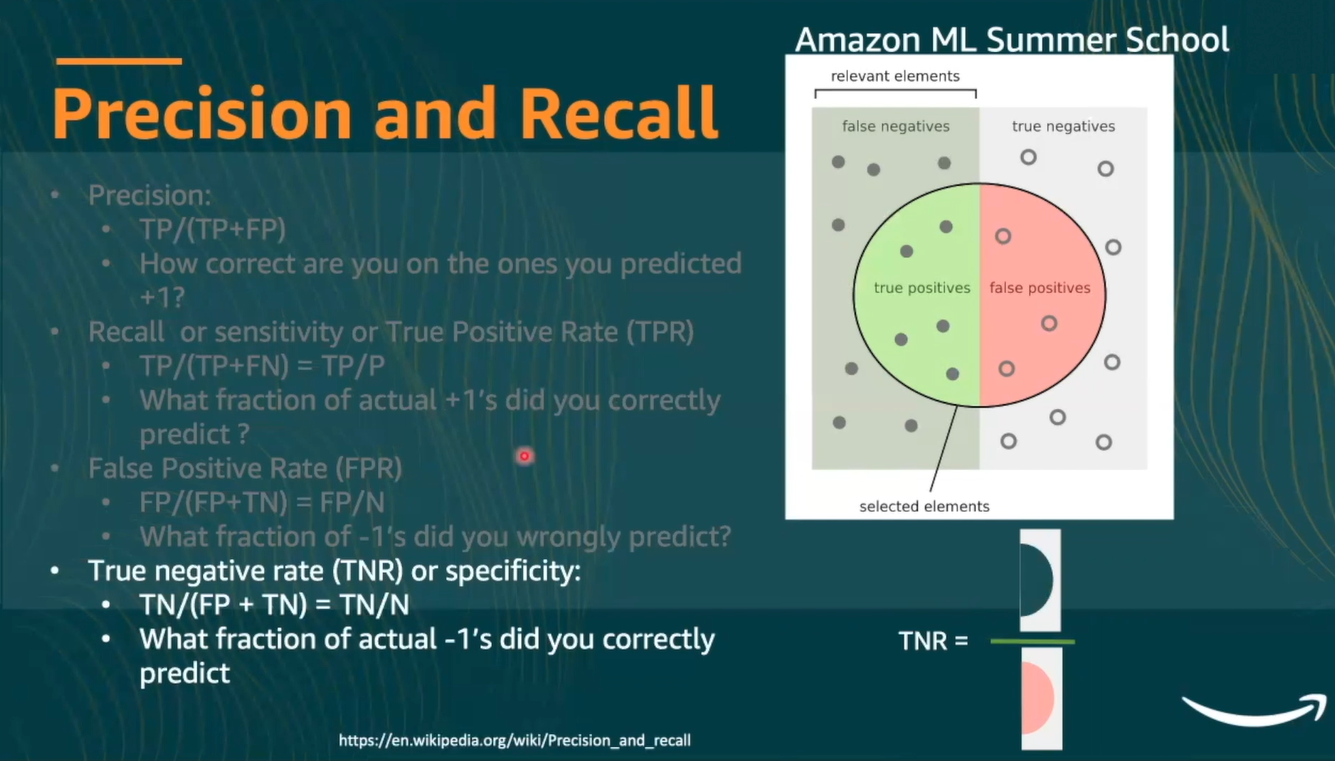 Amazon ML Summer School
Precision and Recall
• Precision:
• TP/(TP+FP)
• How correct are you on the ones you predicted
+1?
• Recall or sensitivity or True Positive Rate (TPR)
• TP/(TP+FN) = TP/P
• What fraction of actual +1's did you correctly
predict ?
• False Positive Rate (FPR)
• FP/(FP+TN) = FP/N
• What fraction of -1's did you wrongly predict?
• True negative rate (TNR) or specificity:
• TN/(FP + TN) = TN/N
• What fraction of actual -1's did you correctly
predict
relevant elements
false negatives
true negatives
true positives
false positives
selected elements
TNR =
https://en.wikipedia.org/wiki/Precision_and_recall